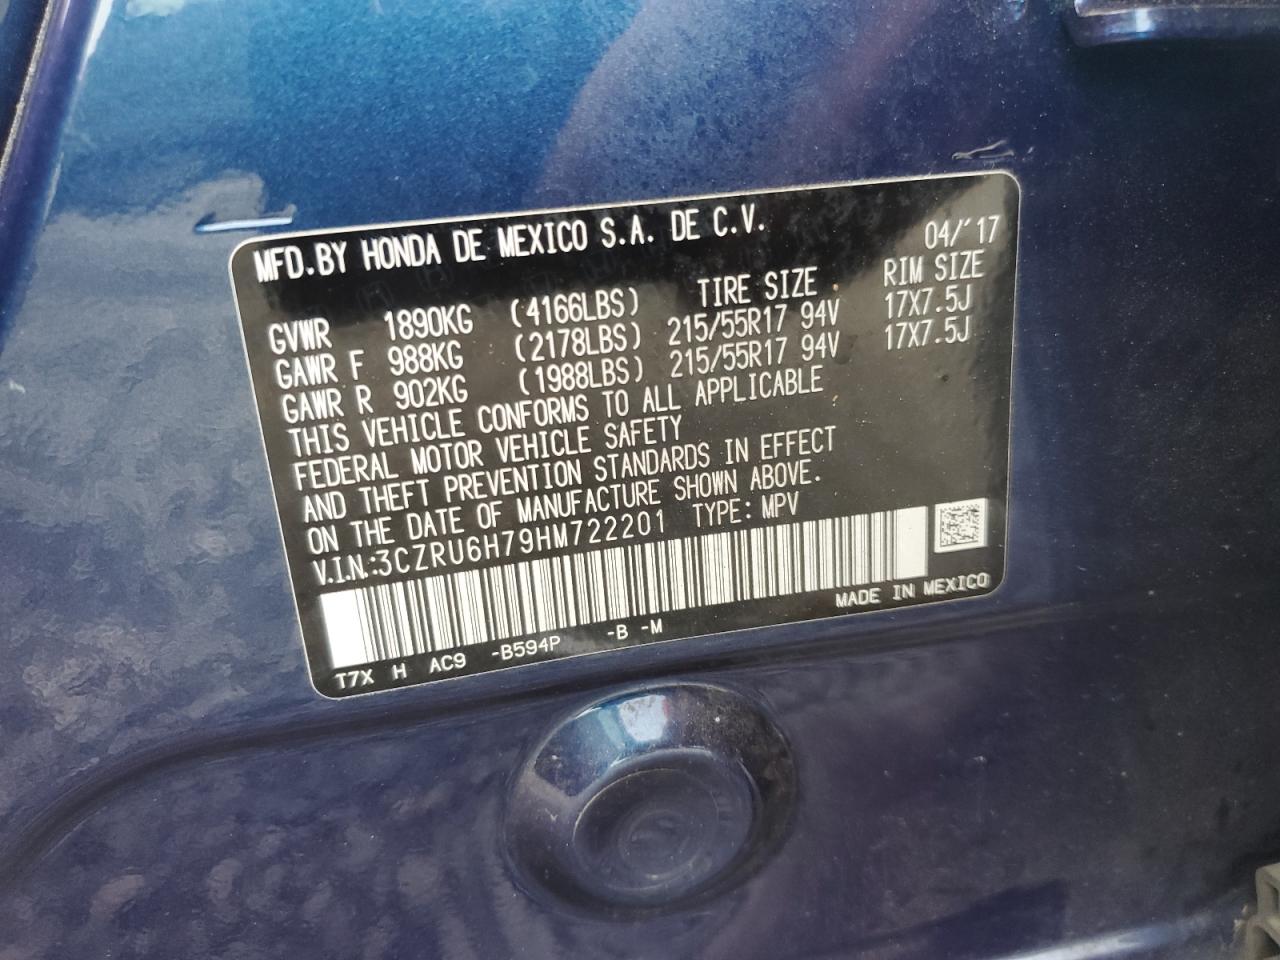 MFD. BY HONDA DE MEXICO S.A. DE C.V. 04/'17
TIRE SIZE RIM SIZE
GVWR 1890KG (4166LBS)
GAWR F 988KG (2178LBS) 215/55R17 94V 17X7.5J
GAWR R 902KG (1988LBS) 215/55R17 94V 17X7.5J
THIS VEHICLE CONFORMS TO ALL APPLICABLE
FEDERAL MOTOR VEHICLE SAFETY
AND THEFT PREVENTION STANDARDS IN EFFECT
ON THE DATE OF MANUFACTURE SHOWN ABOVE.
V.I.N.:3CZRU6H79HM722201 TYPE: MPV
MADE IN MEXICO
T7X H AC9 -B594P -B -M